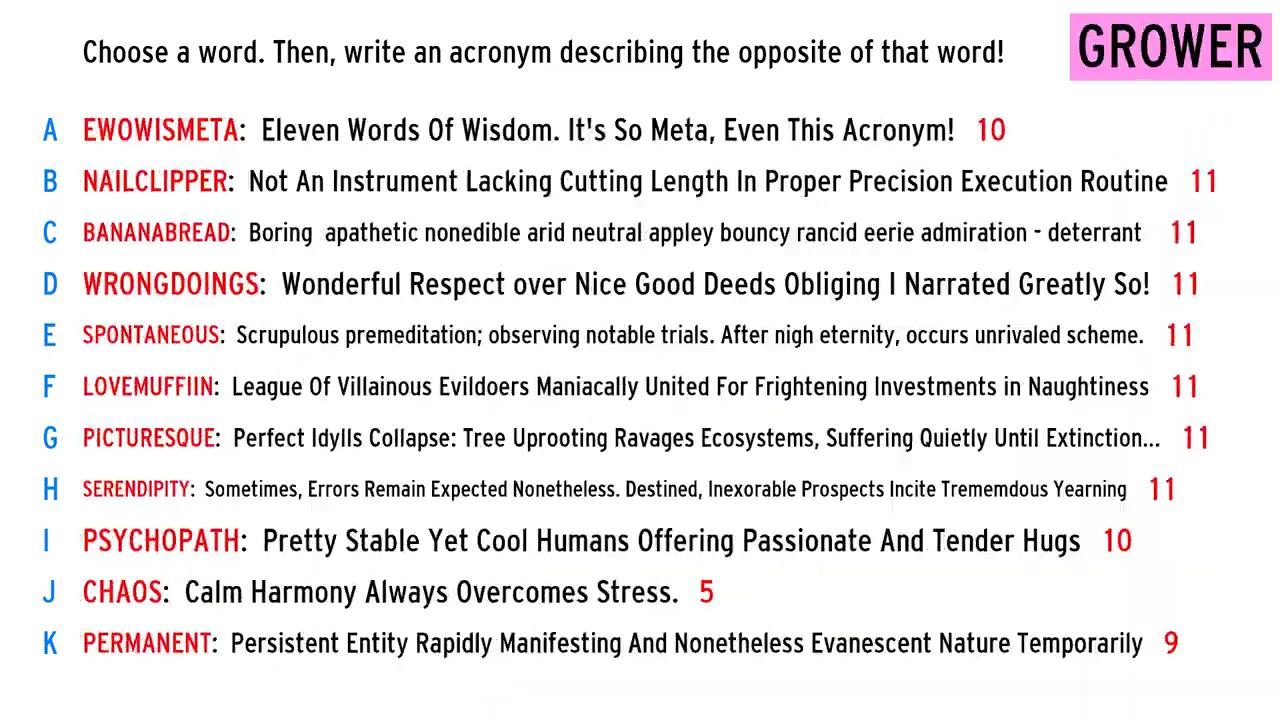 Choose a word. Then, write an acronym describing the opposite of that word!
GROWER
A EWOWISMETA: Eleven Words Of Wisdom. It's So Meta, Even This Acronym! 10
B NAILCLIPPER: Not An Instrument Lacking Cutting Length In Proper Precision Execution Routine 11
C BANANABREAD: Boring apathetic nonedible arid neutral appley bouncy rancid eerie admiration - deterrant 11
D WRONGDOINGS: Wonderful Respect over Nice Good Deeds Obliging I Narrated Greatly So! 11
E SPONTANEOUS: Scrupulous premeditation; observing notable trials. After nigh eternity, occurs unrivaled scheme. 11
F LOVEMUFFIIN: League Of Villainous Evildoers Maniacally United For Frightening Investments in Naughtiness 11
G PICTURESQUE: Perfect Idylls Collapse: Tree Uprooting Ravages Ecosystems, Suffering Quietly Until Extinction... 11
H SERENDIPITY: Sometimes, Errors Remain Expected Nonetheless. Destined, Inexorable Prospects Incite Trememdous Yearning 11
I PSYCHOPATH: Pretty Stable Yet Cool Humans Offering Passionate And Tender Hugs 10
J CHAOS: Calm Harmony Always Overcomes Stress. 5
K PERMANENT: Persistent Entity Rapidly Manifesting And Nonetheless Evanescent Nature Temporarily 9